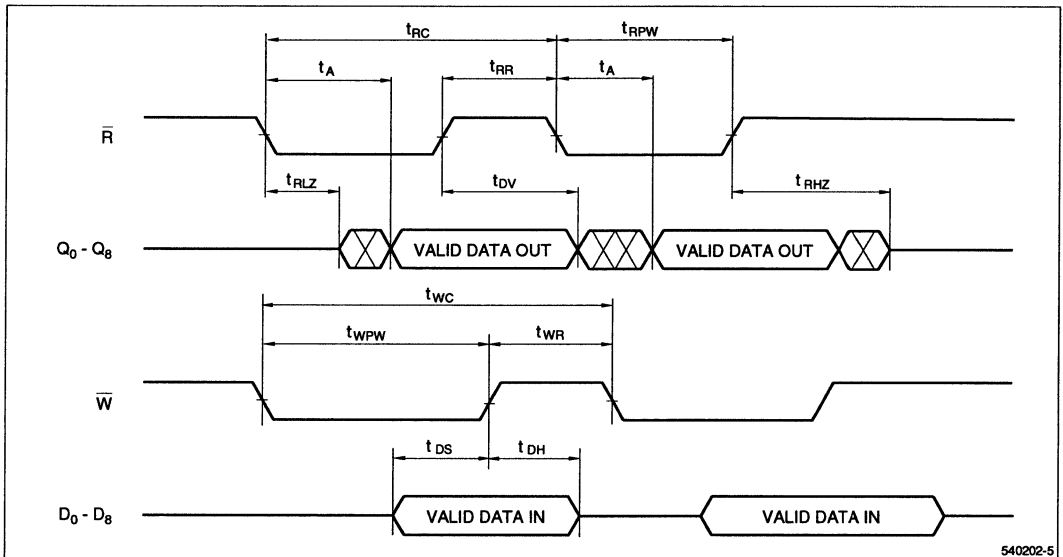 tRC tRPW
tA tRR tA
R̅
tRLZ tDV tRHZ
Q0 - Q8 VALID DATA OUT VALID DATA OUT
tWC
tWPW tWR
W̅
tDS tDH
D0 - D8 VALID DATA IN VALID DATA IN
540202-5